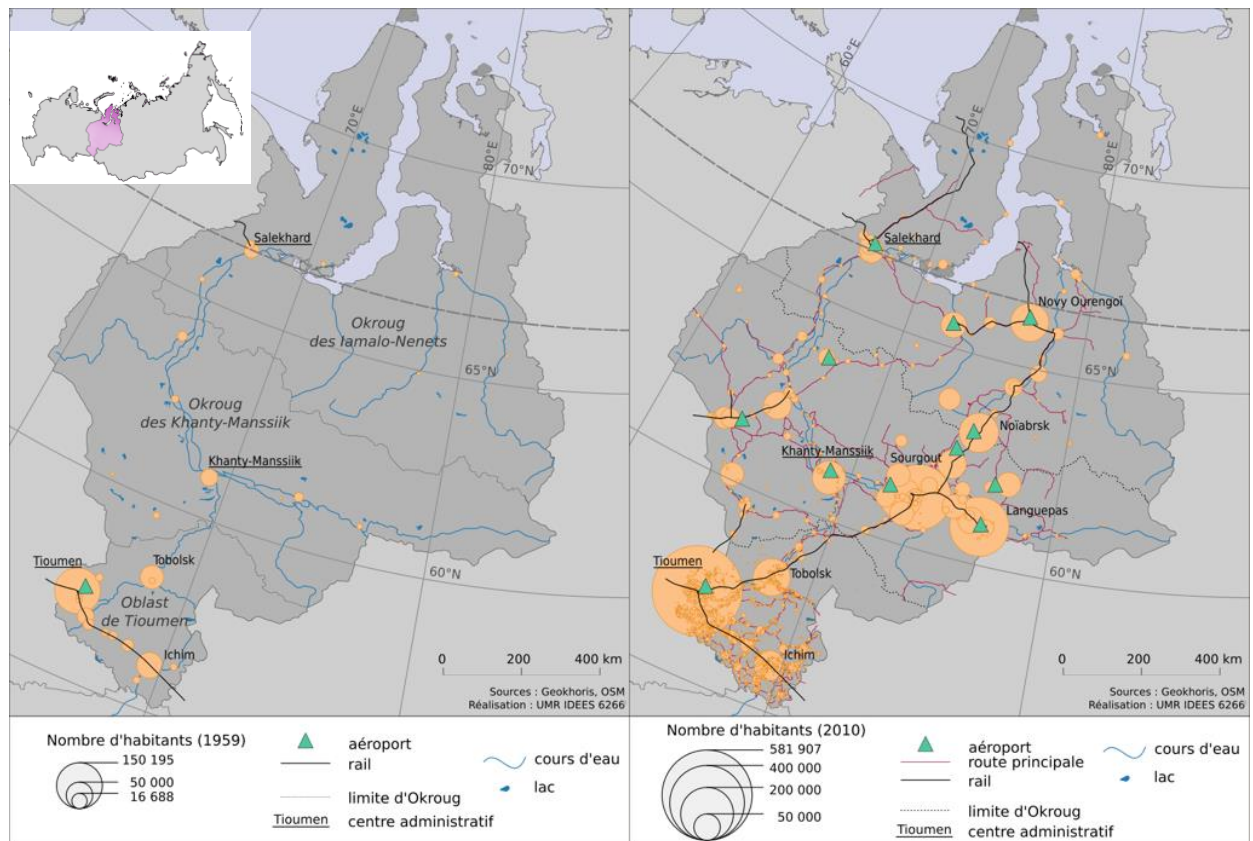 70°E
80°E
70°N
Salekhard
Okroug
des Iamalo-Nenets
65°N
Okroug
des Khanty-Manssiik
Khanty-Manssiik
Tioumen
Tobolsk
60°N
Oblast
de Tioumen
Ichim
0 200 400 km
Sources : Geokhoris, OSM
Réalisation : UMR IDEES 6266
60°E
70°E
80°E
70°N
Salekhard
Novy Ourengoï
65°N
Noïabrsk
Khanty-Manssiik
Sourgout
Languepas
Tioumen
Tobolsk
60°N
Ichim
0 200 400 km
Sources : Geokhoris, OSM
Réalisation : UMR IDEES 6266
Nombre d'habitants (1959)
150 195
50 000
16 688
aéroport
rail
limite d'Okroug
Tioumen centre administratif
cours d'eau
lac
Nombre d'habitants (2010)
581 907
400 000
200 000
50 000
aéroport
route principale
rail
limite d'Okroug
Tioumen centre administratif
cours d'eau
lac